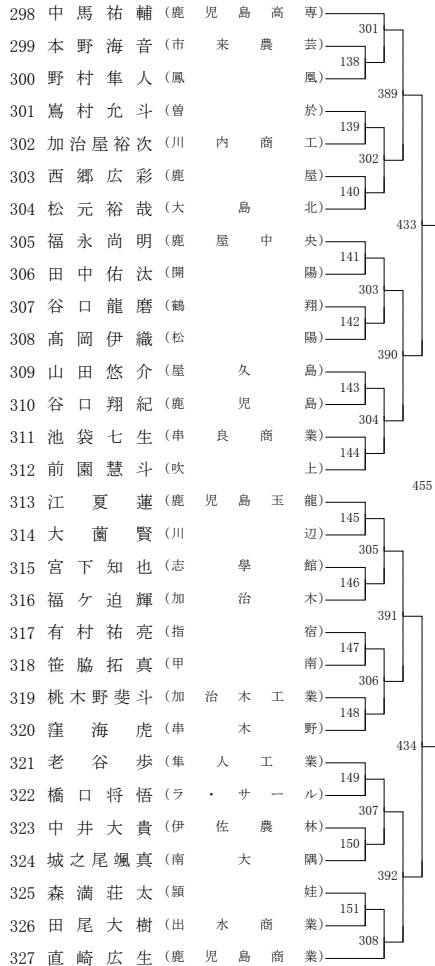 298 中馬祐輔 (鹿児島高専)
299 本野海音 (市来農芸)
300 野村隼人 (鳳凰)
301 嶌村允斗 (曽於)
302 加治屋裕次 (川内商工)
303 西郷広彩 (鹿屋)
304 松元裕哉 (大島北)
305 福永尚明 (鹿屋中央)
306 田中佑汰 (開陽)
307 谷口龍磨 (鶴翔)
308 髙岡伊織 (松陽)
309 山田悠介 (屋久島)
310 谷口翔紀 (鹿児島)
311 池袋七生 (串良商業)
312 前園慧斗 (吹上)
313 江夏蓮 (鹿児島玉龍)
314 大薗賢 (川辺)
315 宮下知也 (志學館)
316 福ケ迫輝 (加治木)
317 有村祐亮 (指宿)
318 笹脇拓真 (甲南)
319 桃木野斐斗 (加治木工業)
320 窪海虎 (串木野)
321 老谷歩 (隼人工業)
322 橋口将悟 (ラ・サール)
323 中井大貴 (伊佐農林)
324 城之尾颯真 (南大隅)
325 森満荘太 (頴娃)
326 田尾大樹 (出水商業)
327 直崎広生 (鹿児島商業)
301
138
389
139
302
140
433
141
303
142
390
143
304
144
455
145
305
146
391
147
306
148
434
149
307
150
392
151
308